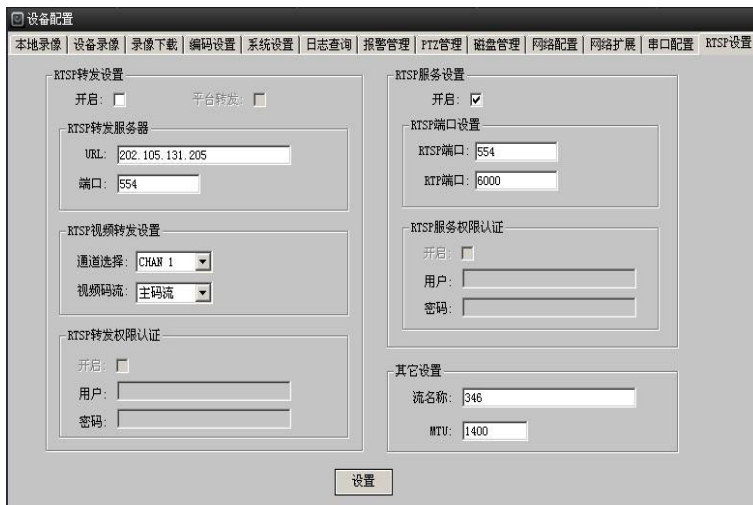 设备配置
本地录像 设备录像 录像下载 编码设置 系统设置 日志查询 报警管理 PTZ管理 磁盘管理 网络配置 网络扩展 串口配置 RTSP设置
RTSP转发设置
开启:
平台转发:
RTSP转发服务器
URL: 202.105.131.205
端口: 554
RTSP视频转发设置
通道选择: CHAN 1
视频码流: 主码流
RTSP转发权限认证
开启:
用户:
密码:
RTSP服务设置
开启:
RTSP端口设置
RTSP端口: 554
RTP端口: 6000
RTSP服务权限认证
开启:
用户:
密码:
其它设置
流名称: 346
MTU: 1400
设置